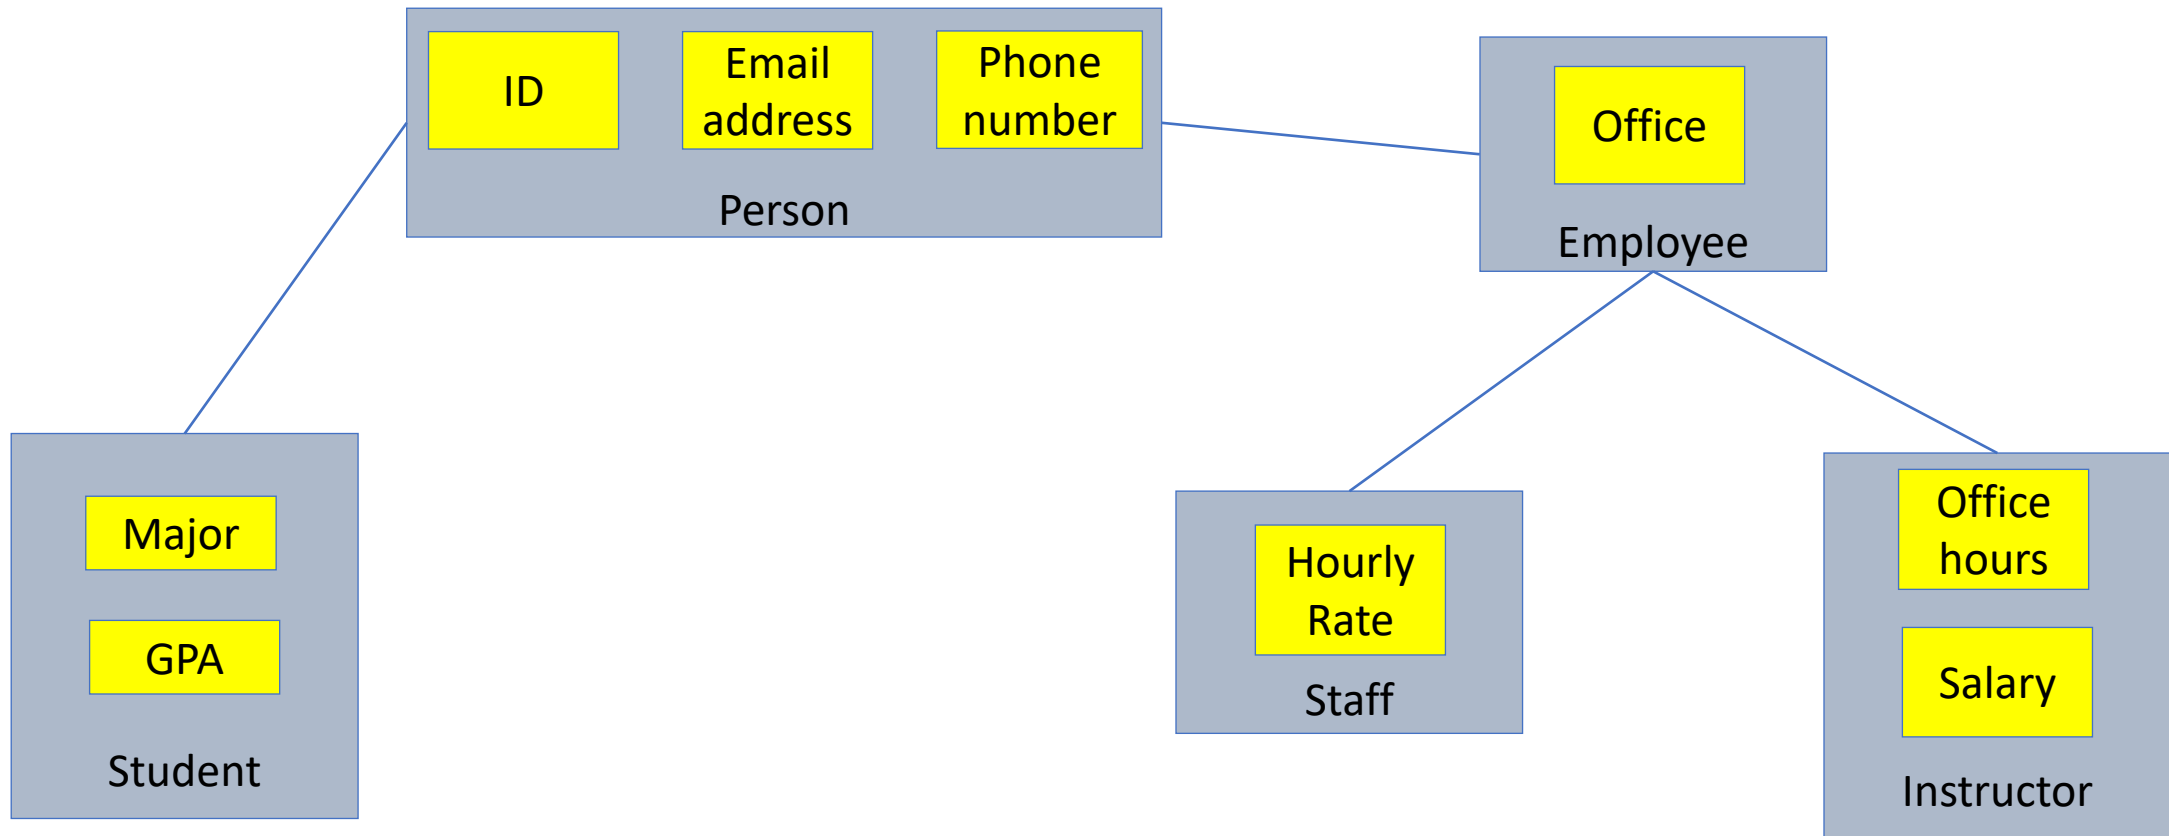 ID
Email
address
Phone
number
Person
Office
Employee
Major
GPA
Student
Hourly
Rate
Staff
Office
hours
Salary
Instructor